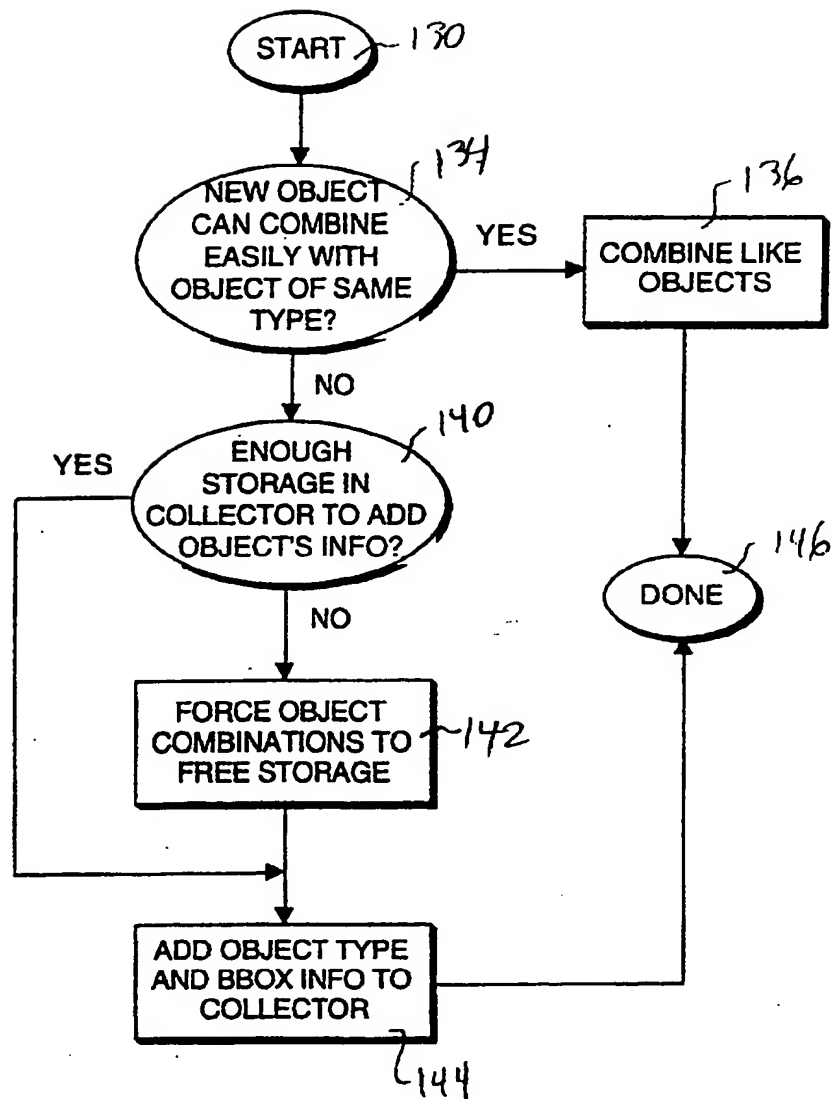 START
130
134
NEW OBJECT
CAN COMBINE
EASILY WITH
OBJECT OF SAME
TYPE?
YES
136
COMBINE LIKE
OBJECTS
NO
140
YES
ENOUGH
STORAGE IN
COLLECTOR TO ADD
OBJECT'S INFO?
146
DONE
NO
FORCE OBJECT
COMBINATIONS TO
FREE STORAGE
142
ADD OBJECT TYPE
AND BBOX INFO TO
COLLECTOR
144